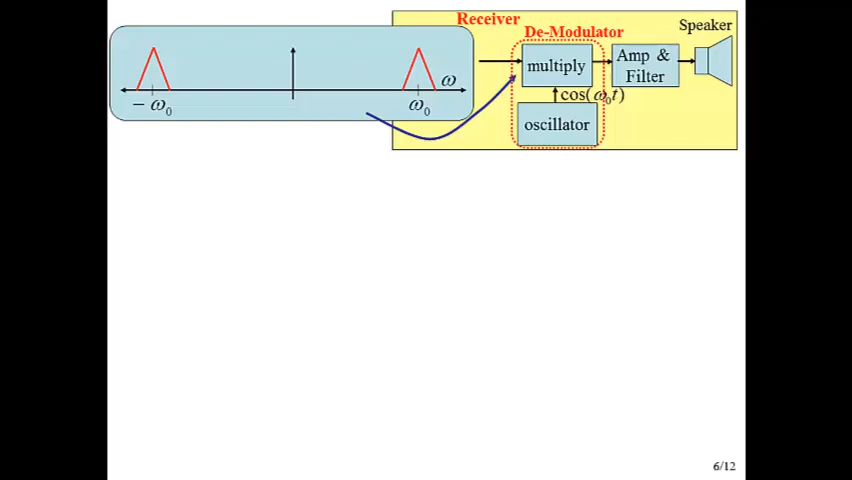 Receiver
De-Modulator
Speaker
multiply
Amp &
Filter
ω
cos(ω₀t)
− ω₀
ω₀
oscillator
6/12